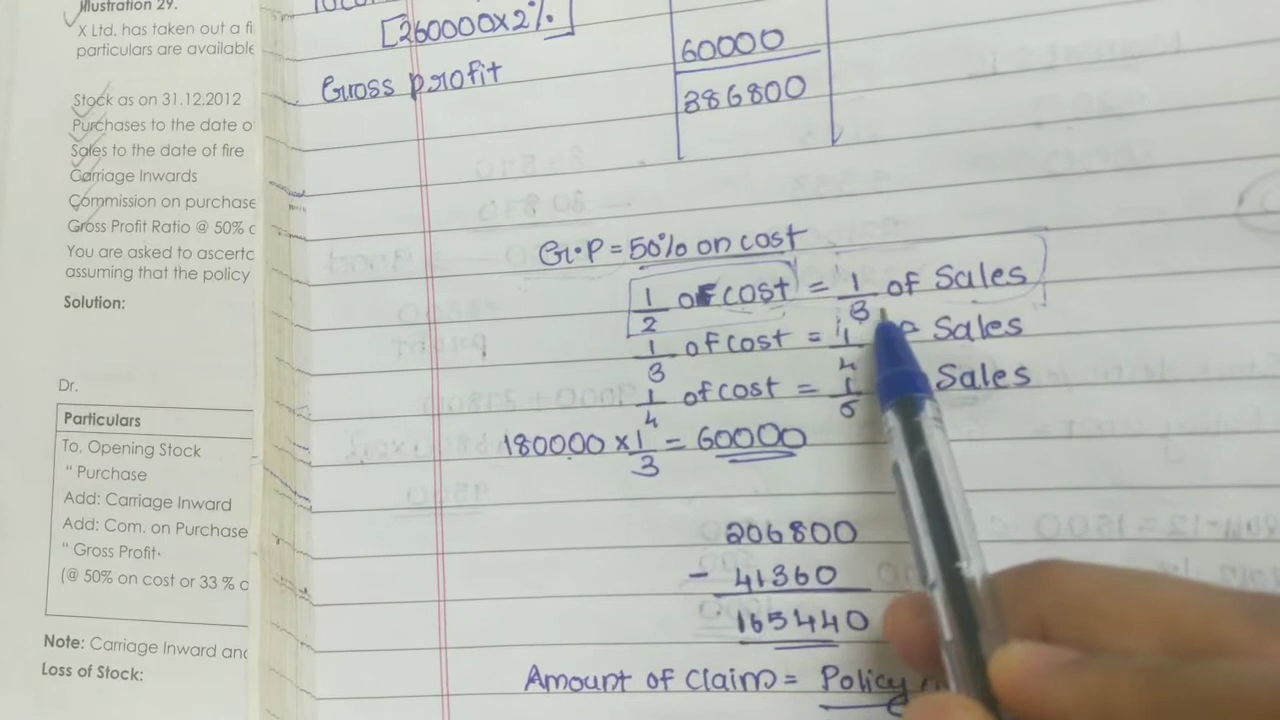 Illustration 29.
X Ltd. has taken out a fi
particulars are available
Stock as on 31.12.2012
Purchases to the date o
Sales to the date of fire
Carriage Inwards
Commission on purchase
Gross Profit Ratio @ 50% c
You are asked to ascertc
assuming that the policy
Solution:
Dr.
Particulars
To, Opening Stock
" Purchase
Add: Carriage Inward
Add: Com. on Purchase
" Gross Profit
(@ 50% on cost or 33 % c
Note: Carriage Inward and
Loss of Stock:
[260000×2%]
60000
Gross profit
386800
G.P = 50% on cost
1/2 of cost = 1/3 of Sales
1/3 of cost = 1/4 Sales
1/4 of cost = 1/5 Sales
180000 × 1/3 = 60000
206800
- 41360
165440
Amount of claim = Policy